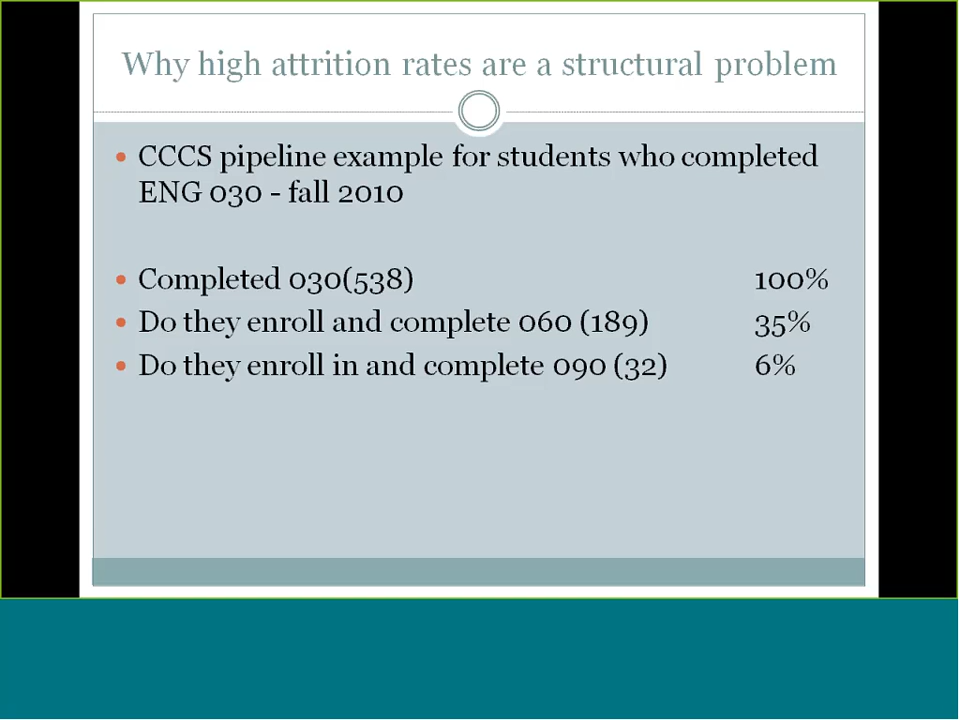 Why high attrition rates are a structural problem
• CCCS pipeline example for students who completed
ENG 030 - fall 2010
• Completed 030(538) 100%
• Do they enroll and complete 060 (189) 35%
• Do they enroll in and complete 090 (32) 6%